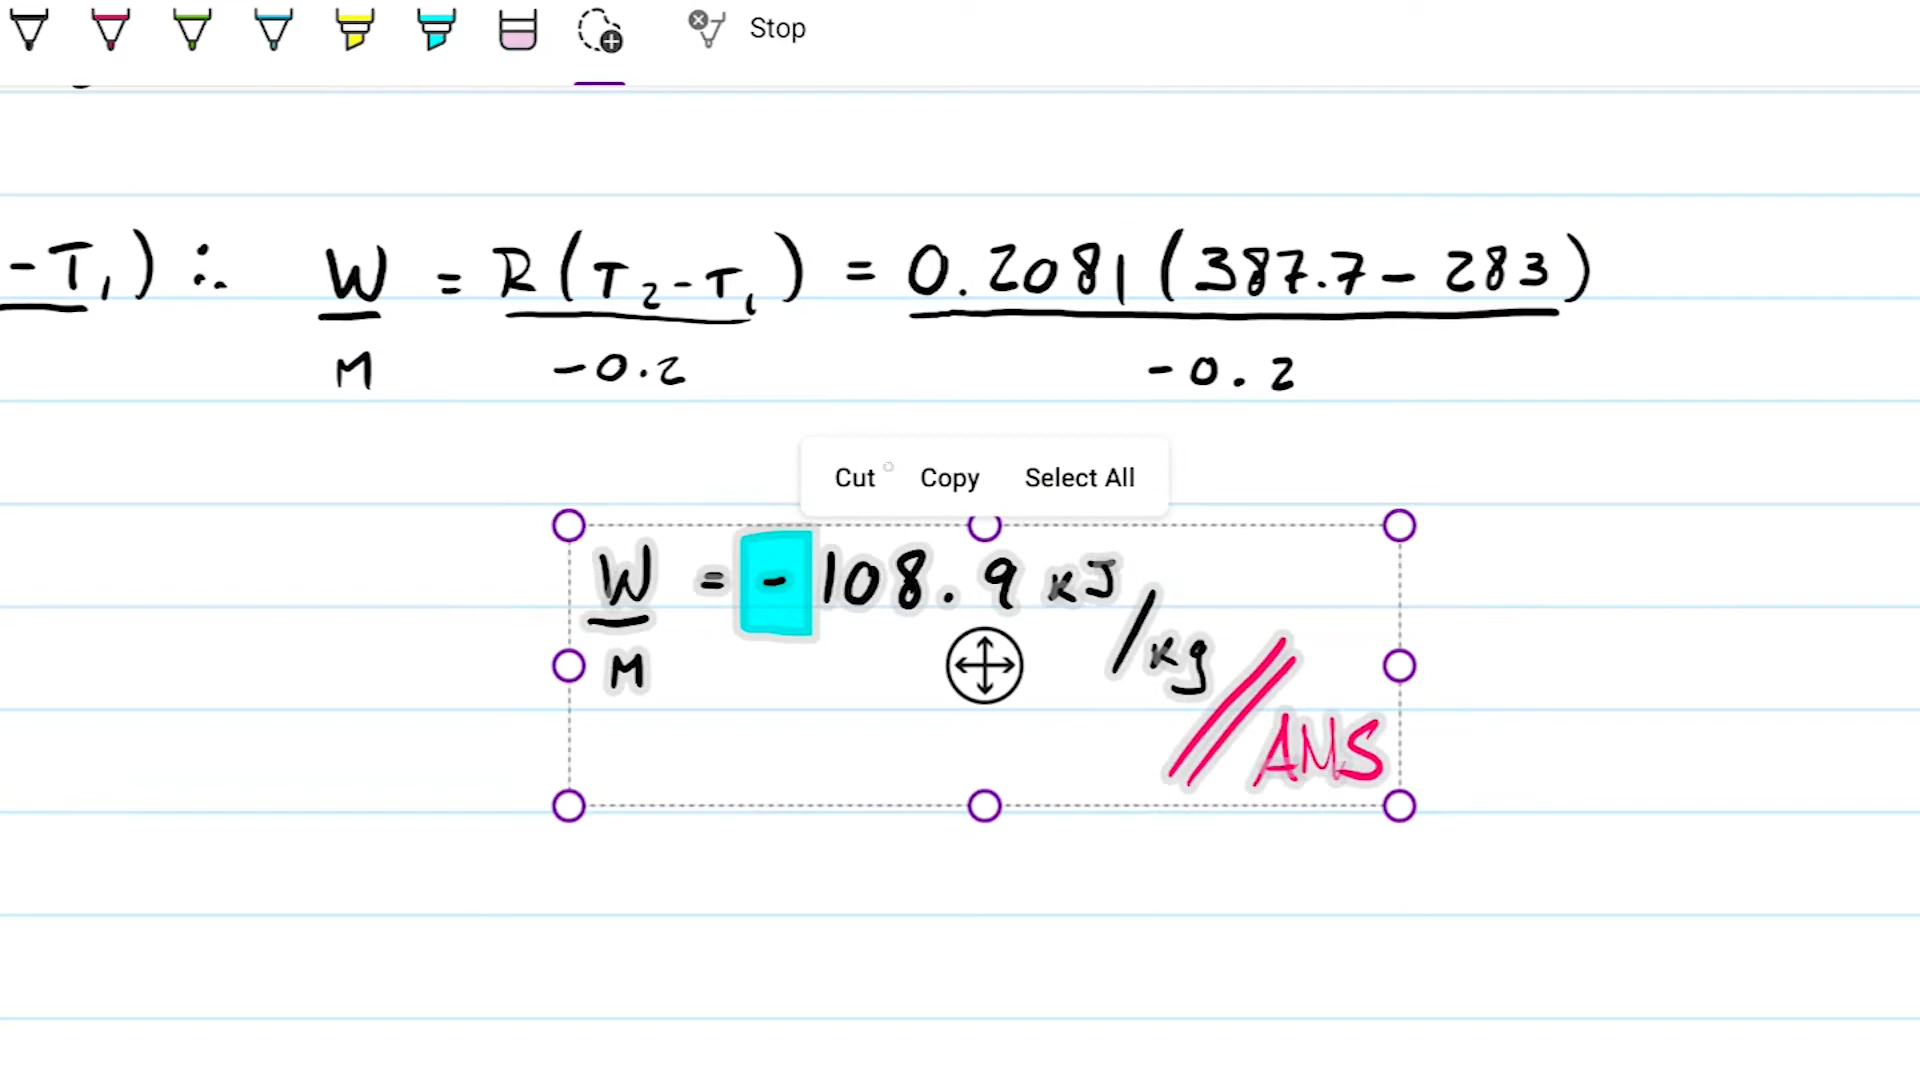 Stop
-T₁) ∴ W/M = R(T₂-T₁)/-0.2 = 0.2081(387.7-283)/-0.2
Cut Copy Select All
W/M = -108.9 KJ/Kg // ANS